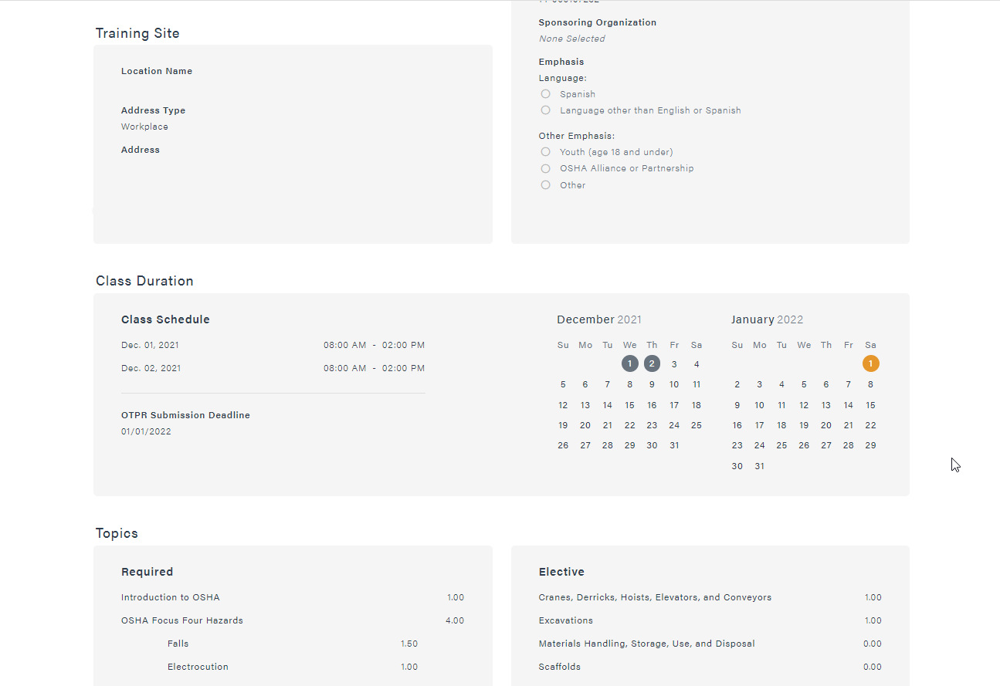 Training Site
Location Name
Address Type
Workplace
Address
Sponsoring Organization
None Selected
Emphasis
Language:
Spanish
Language other than English or Spanish
Other Emphasis:
Youth (age 18 and under)
OSHA Alliance or Partnership
Other
Class Duration
Class Schedule
Dec. 01, 2021 08:00 AM - 02:00 PM
Dec. 02, 2021 08:00 AM - 02:00 PM
OTPR Submission Deadline
01/01/2022
December 2021
Su Mo Tu We Th Fr Sa
1 2 3 4
5 6 7 8 9 10 11
12 13 14 15 16 17 18
19 20 21 22 23 24 25
26 27 28 29 30 31
January 2022
Su Mo Tu We Th Fr Sa
1
2 3 4 5 6 7 8
9 10 11 12 13 14 15
16 17 18 19 20 21 22
23 24 25 26 27 28 29
30 31
Topics
Required
Introduction to OSHA 1.00
OSHA Focus Four Hazards 4.00
Falls 1.50
Electrocution 1.00
Elective
Cranes, Derricks, Hoists, Elevators, and Conveyors 1.00
Excavations 1.00
Materials Handling, Storage, Use, and Disposal 0.00
Scaffolds 0.00